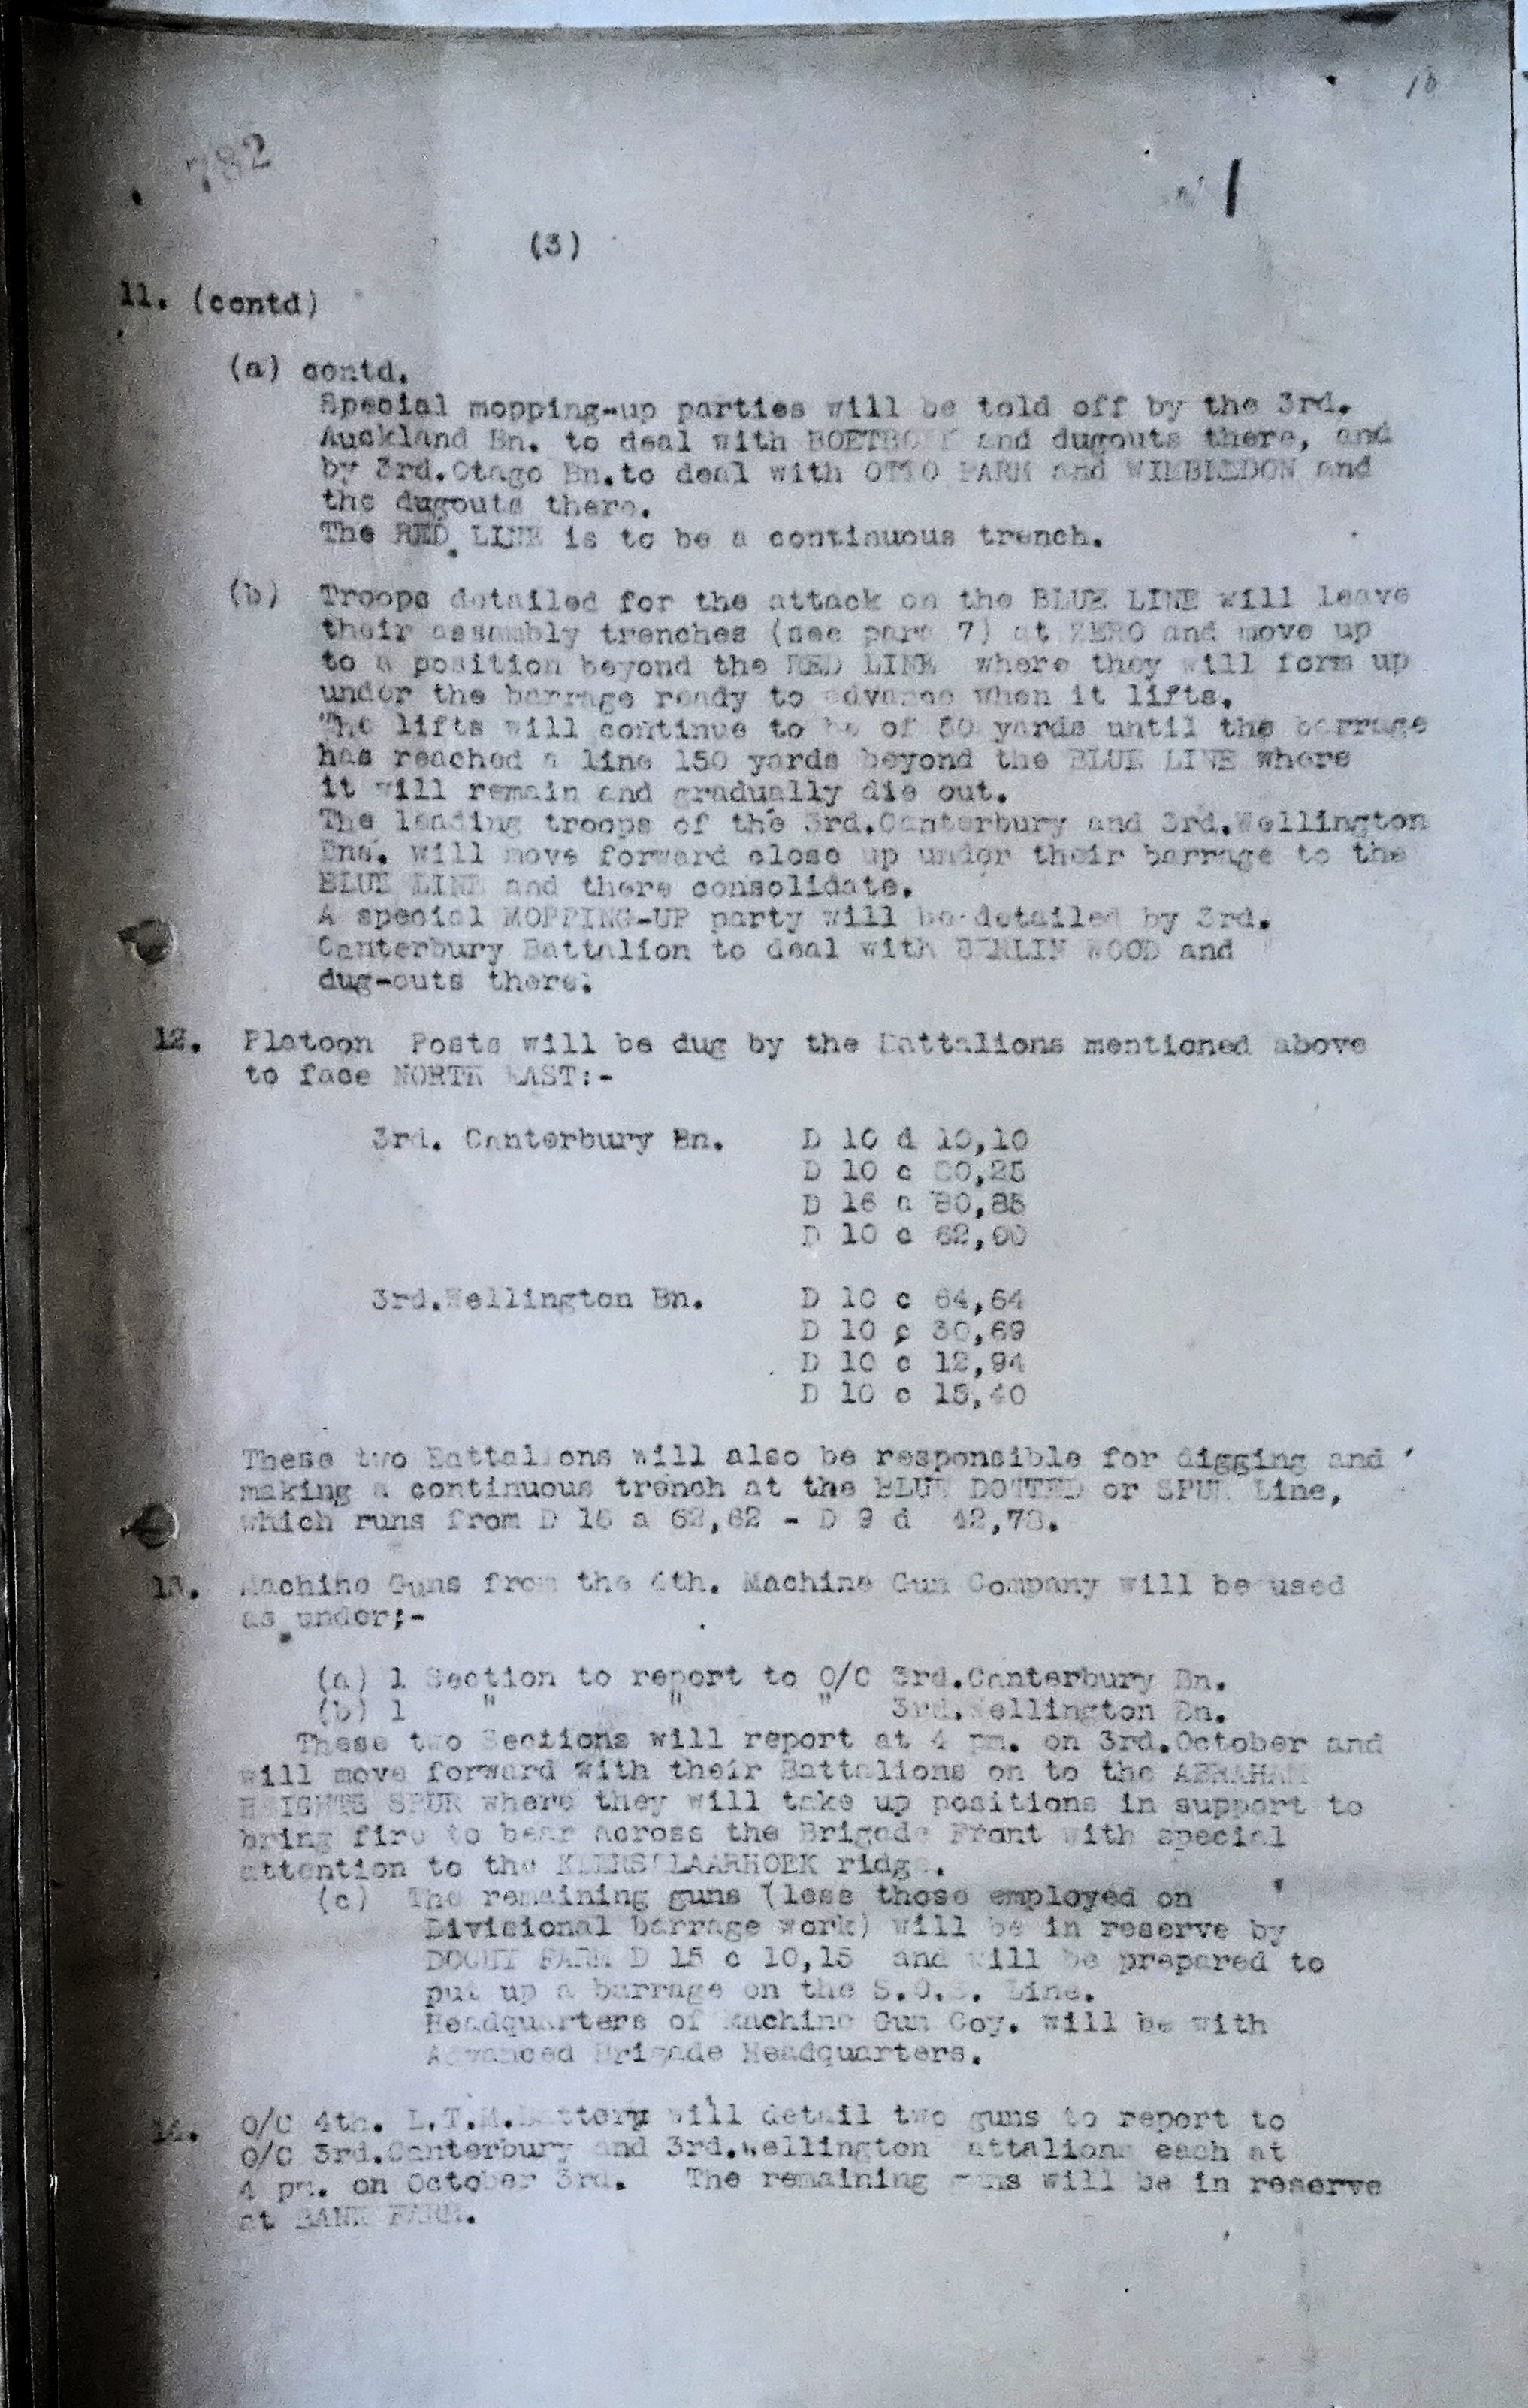 782
1
(3)
11. (contd)
(a) contd.
Special mopping-up parties will be told off by the 3rd.
Auckland Bn. to deal with and dugouts there, and
by 3rd.Otago Bn.to deal with OTTO FARM and WIMBLEDON and
the dugouts there.
The RED LINE is to be a continuous trench.
(b) Troops detailed for the attack on the BLUE LINE will leave
their assembly trenches (see para 7) at ZERO and move up
to a position beyond the RED LINE where they will form up
under the barrage ready to advance when it lifts.
The lifts will continue to be of 50 yards until the barrage
has reached a line 150 yards beyond the BLUE LINE where
it will remain and gradually die out.
The leading troops of the 3rd.Canterbury and 3rd.Wellington
Bns. will move forward close up under their barrage to the
BLUE LINE and there consolidate.
A special MOPPING-UP party will be detailed by 3rd.
Canterbury Battalion to deal with BERLIN WOOD and
dug-outs there.
12. Platoon Posts will be dug by the Battalions mentioned above
to face NORTH EAST:-
3rd. Canterbury Bn. D 10 d 10,10
D 10 c
D 16 a 80,85
D 10 c 62,00
3rd.Wellington Bn. D 10 c 64,64
D 10 c 30,69
D 10 c 12,94
D 10 c 15,40
These two Battalions will also be responsible for digging and
making a continuous trench at the BLUE DOTTED or SPUR Line,
which runs from D 16 a 62,62 - D 9 d 42,78.
13. Machine Guns from the 4th. Machine Gun Company will be used
as under;-
(a) 1 Section to report to O/C 3rd.Canterbury Bn.
(b) 1 " " " 3rd.Wellington Bn.
These two Sections will report at 4 pm. on 3rd.October and
will move forward with their Battalions on to the ABRAHAM
HEIGHTS SPUR where they will take up positions in support to
bring fire to bear across the Brigade Front with special
attention to the KEERSELAARHOEK ridge.
(c) The remaining guns (less those employed on
Divisional barrage work) will be in reserve by
DOCHY FARM D 15 c 10,15 and will be prepared to
put up a barrage on the S.O.S. Line.
Headquarters of Machine Gun Coy. will be with
Advanced Brigade Headquarters.
14. O/C 4th. L.T.M.Battery will detail two guns to report to
O/C 3rd.Canterbury and 3rd.Wellington Battalions each at
4 pm. on October 3rd. The remaining guns will be in reserve
at BANK FARM.